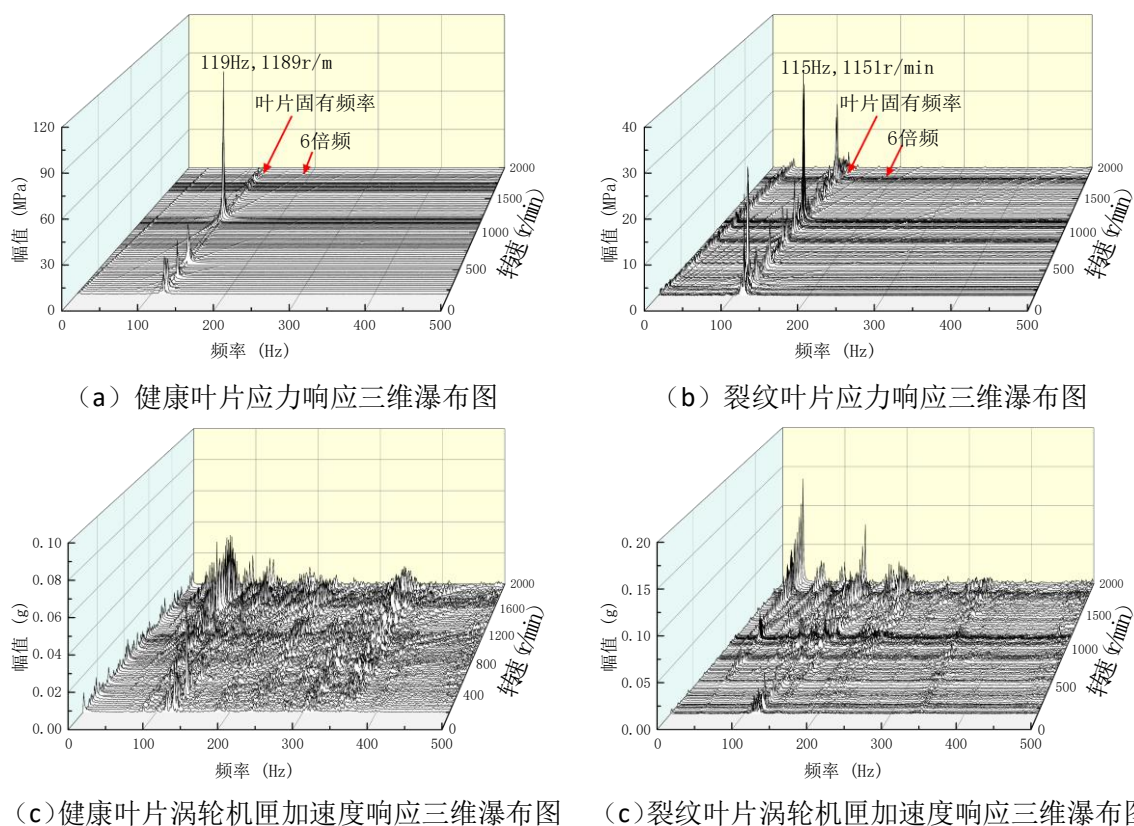 119Hz,1189r/m
叶片固有频率
6倍频
120
90
60
30
0
幅值 (MPa)
0 100 200 300 400 500
频率 (Hz)
0
500
1000
1500
2000
转速(r/min)
(a) 健康叶片应力响应三维瀑布图
115Hz,1151r/min
叶片固有频率
6倍频
40
30
20
10
0
幅值 (MPa)
0 100 200 300 400 500
频率 (Hz)
0
500
1000
1500
2000
转速(r/min)
(b) 裂纹叶片应力响应三维瀑布图
0.10
0.08
0.06
0.04
0.02
0.00
幅值 (g)
0 100 200 300 400 500
频率 (Hz)
0
400
800
1200
1600
2000
转速(r/min)
(c)健康叶片涡轮机匣加速度响应三维瀑布图
0.20
0.15
0.10
0.05
0.00
幅值 (g)
0 100 200 300 400 500
频率 (Hz)
0
500
1000
1500
2000
转速(r/min)
(c)裂纹叶片涡轮机匣加速度响应三维瀑布